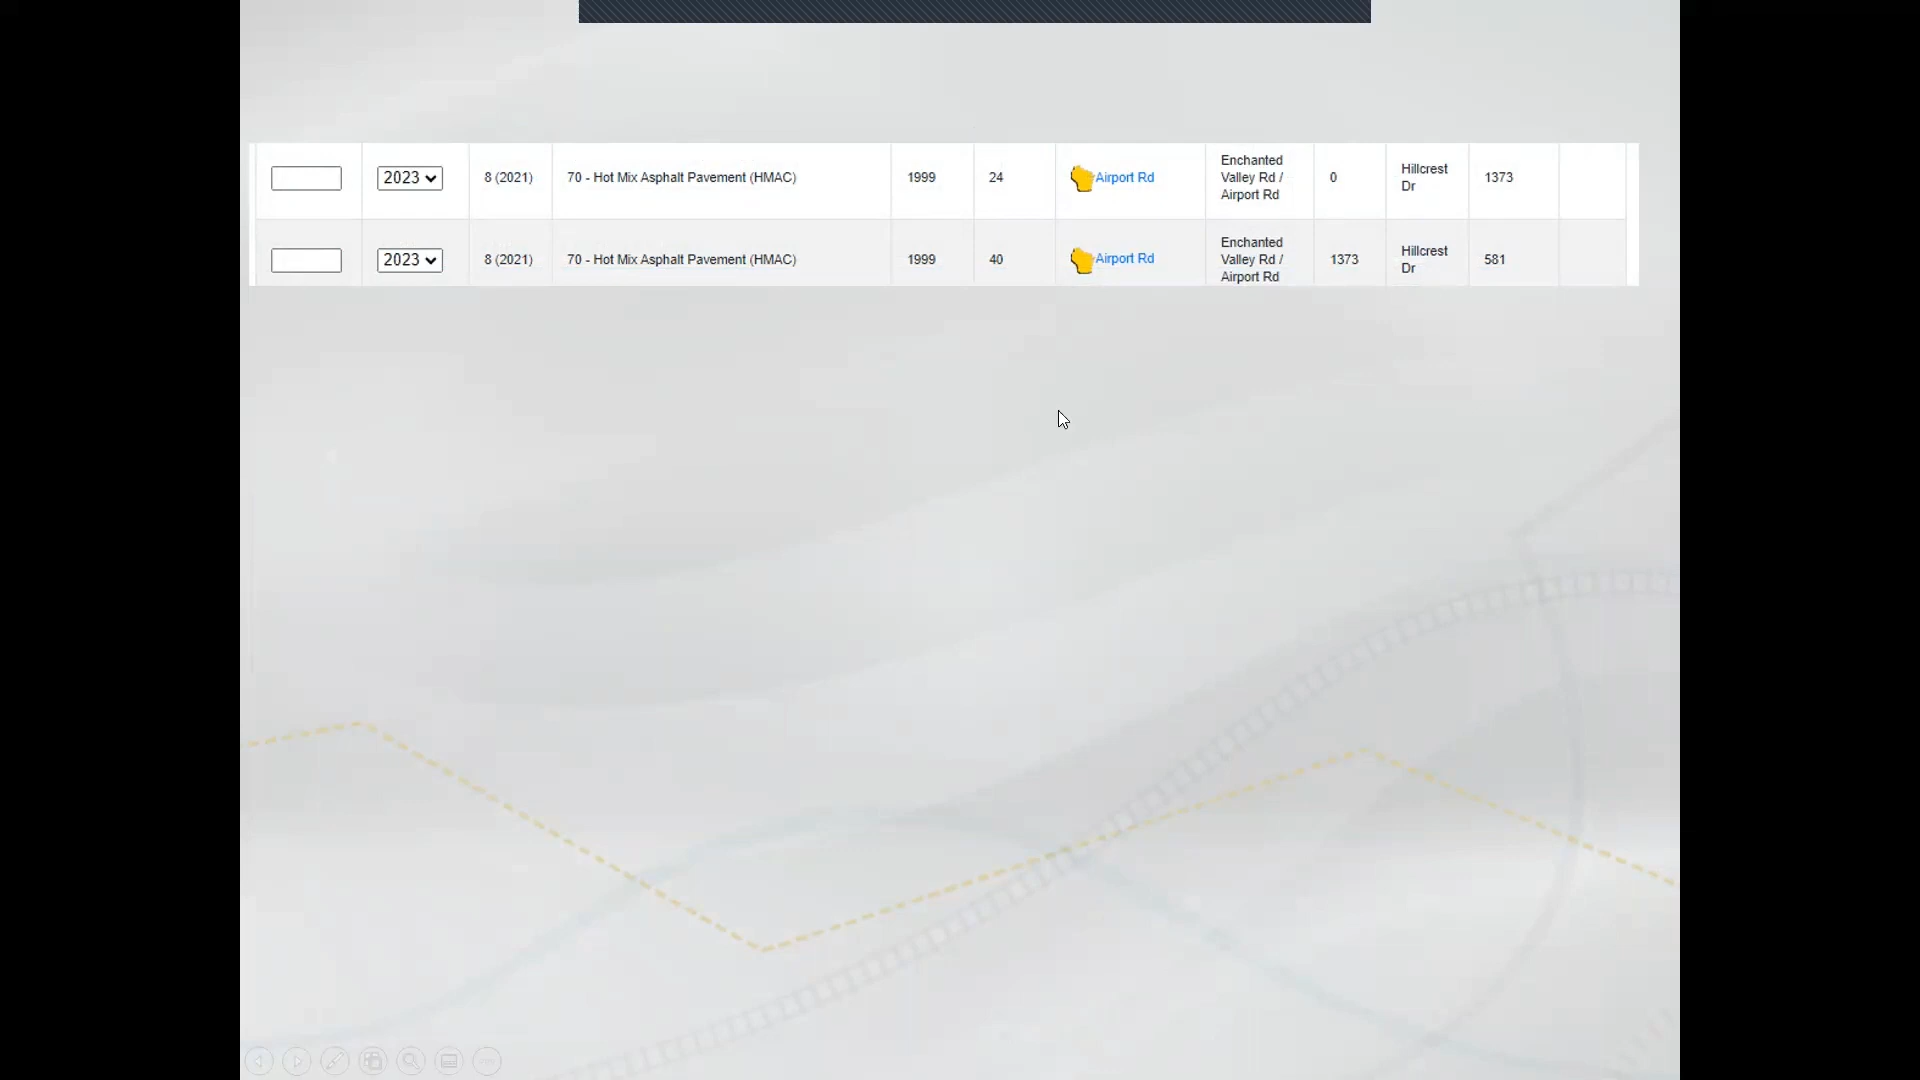 2023 8 (2021) 70 - Hot Mix Asphalt Pavement (HMAC) 1999 24 Airport Rd Enchanted Valley Rd / Airport Rd 0 Hillcrest Dr 1373
2023 8 (2021) 70 - Hot Mix Asphalt Pavement (HMAC) 1999 40 Airport Rd Enchanted Valley Rd / Airport Rd 1373 Hillcrest Dr 581